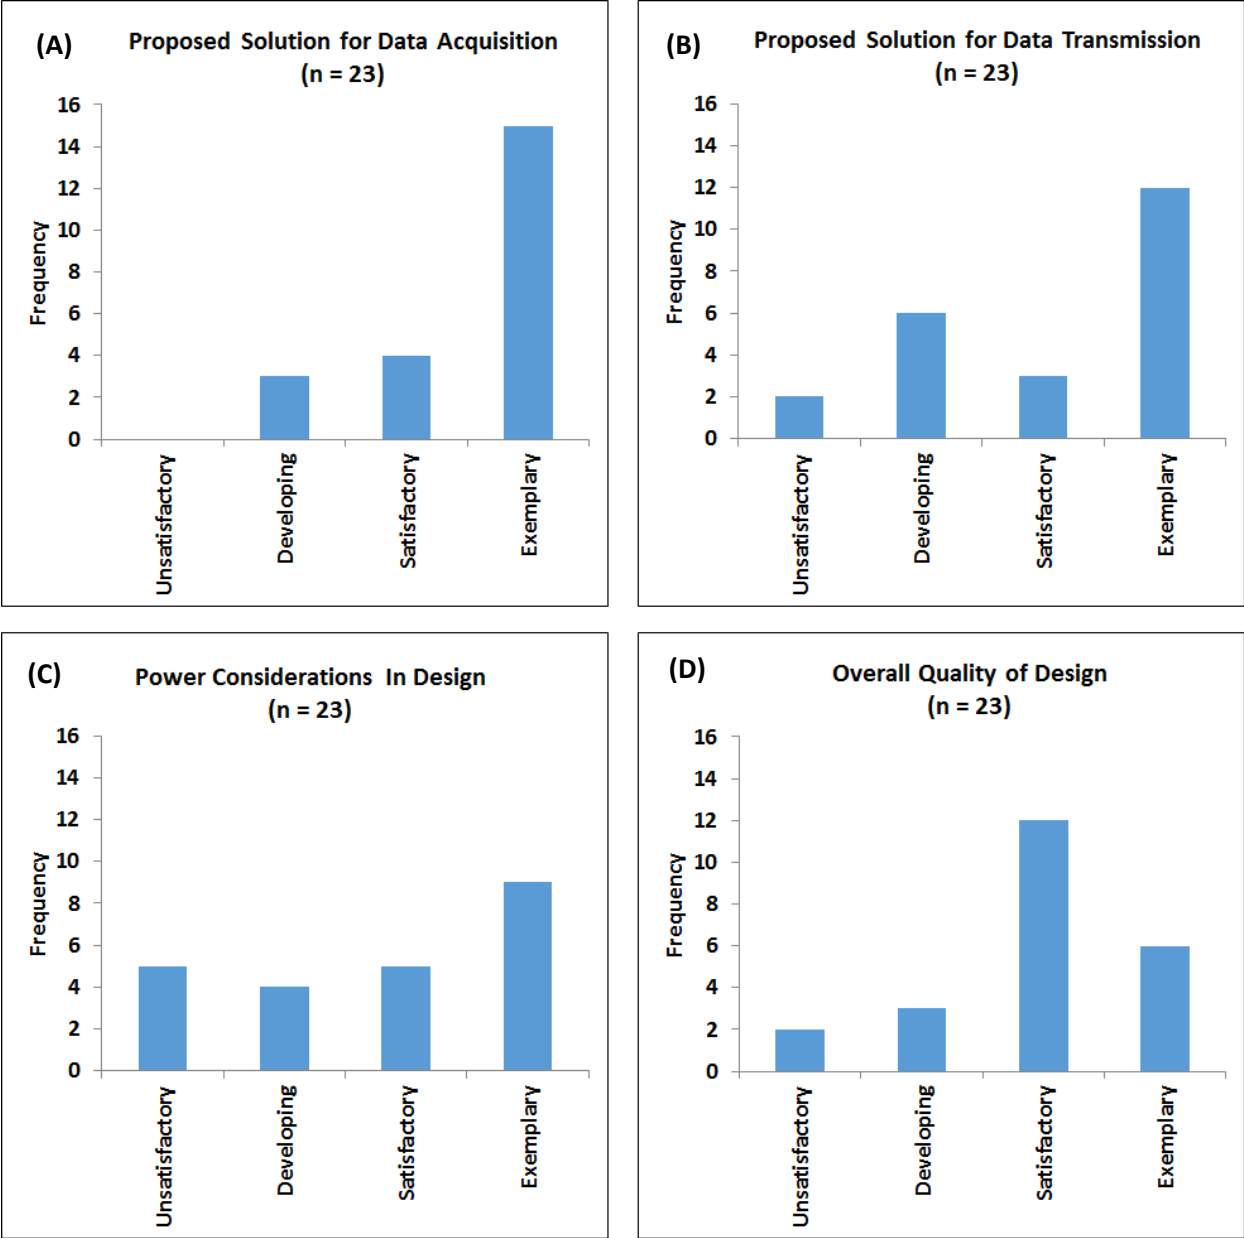 (A)
Proposed Solution for Data Acquisition
(n = 23)
16
14
12
10
8
6
4
2
0
Frequency
Unsatisfactory
Developing
Satisfactory
Exemplary
(B)
Proposed Solution for Data Transmission
(n = 23)
16
14
12
10
8
6
4
2
0
Frequency
Unsatisfactory
Developing
Satisfactory
Exemplary
(C)
Power Considerations In Design
(n = 23)
16
14
12
10
8
6
4
2
0
Frequency
Unsatisfactory
Developing
Satisfactory
Exemplary
(D)
Overall Quality of Design
(n = 23)
16
14
12
10
8
6
4
2
0
Frequency
Unsatisfactory
Developing
Satisfactory
Exemplary